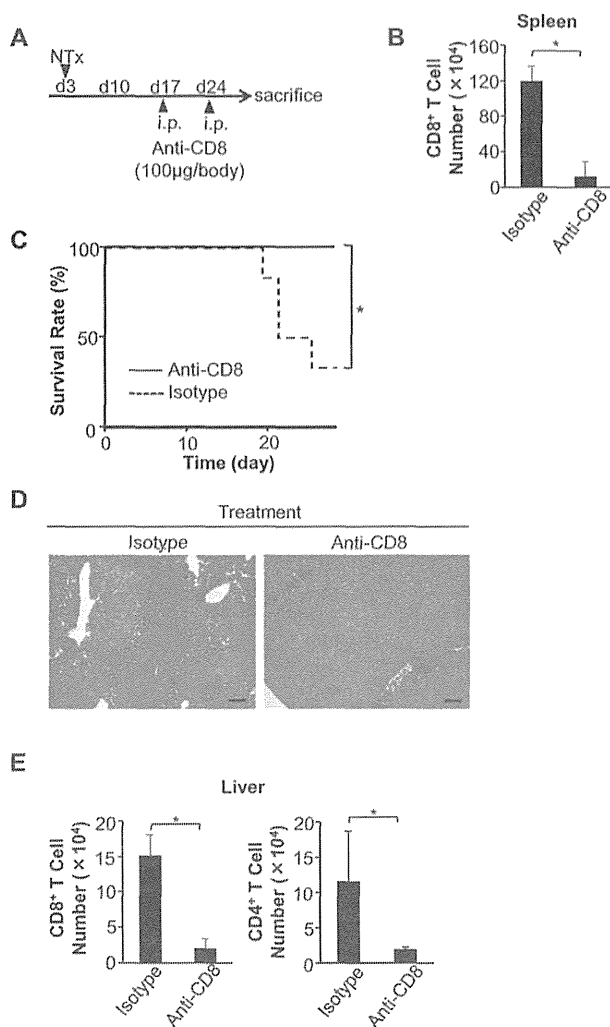 A
NTx
d3 d10 d17 d24 sacrifice
i.p. i.p.
Anti-CD8
(100μg/body)
B
Spleen
*
CD8⁺ T Cell
Number (×10⁴)
160
120
80
40
0
Isotype
Anti-CD8
C
Survival Rate (%)
100
50
0
Anti-CD8
Isotype
*
0 10 20
Time (day)
D
Treatment
Isotype Anti-CD8
E
Liver
CD8⁺ T Cell
Number (×10⁴)
20
15
10
5
0
*
Isotype
Anti-CD8
CD4⁺ T Cell
Number (×10⁴)
20
15
10
5
0
*
Isotype
Anti-CD8